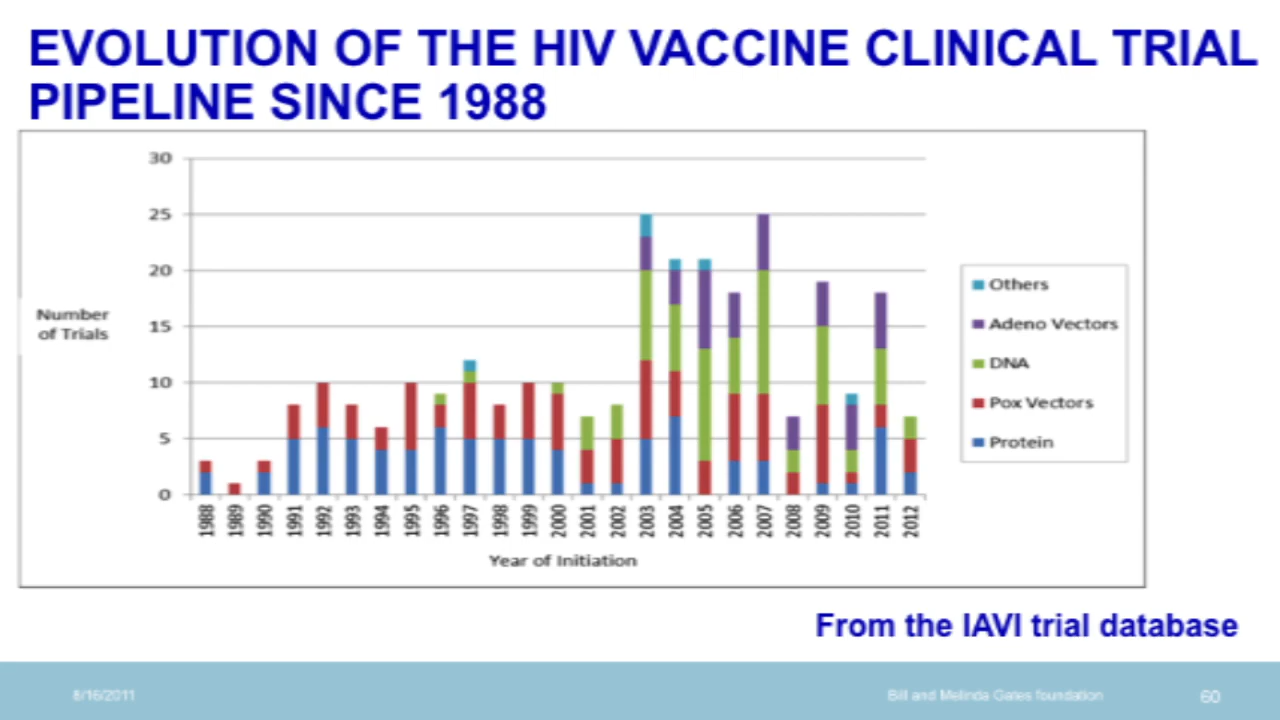 EVOLUTION OF THE HIV VACCINE CLINICAL TRIAL
PIPELINE SINCE 1988
30
25
20
15
10
5
0
Number
of Trials
1988 1989 1990 1991 1992 1993 1994 1995 1996 1997 1998 1999 2000 2001 2002 2003 2004 2005 2006 2007 2008 2009 2010 2011 2012
Year of Initiation
Others
Adeno Vectors
DNA
Pox Vectors
Protein
From the IAVI trial database
8/16/2011
Bill and Melinda Gates foundation
60